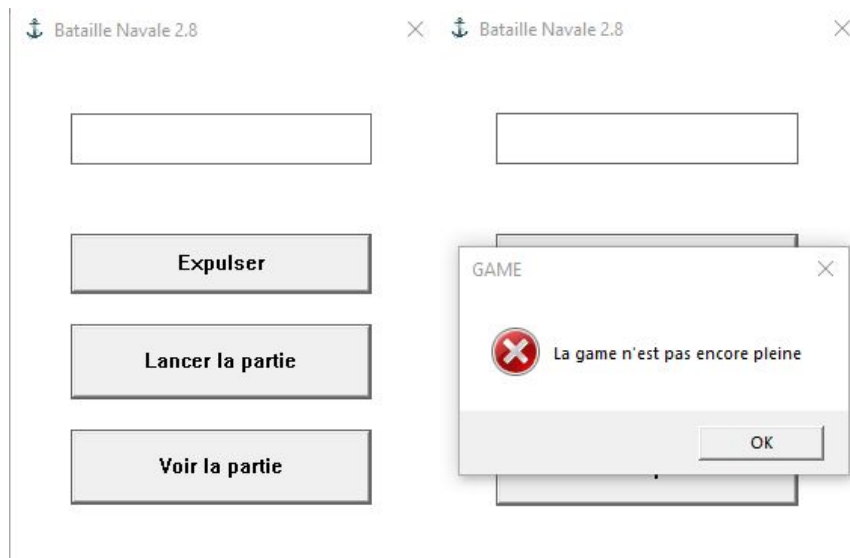 Bataille Navale 2.8
Expulser
Lancer la partie
Voir la partie
Bataille Navale 2.8
GAME
La game n'est pas encore pleine
OK